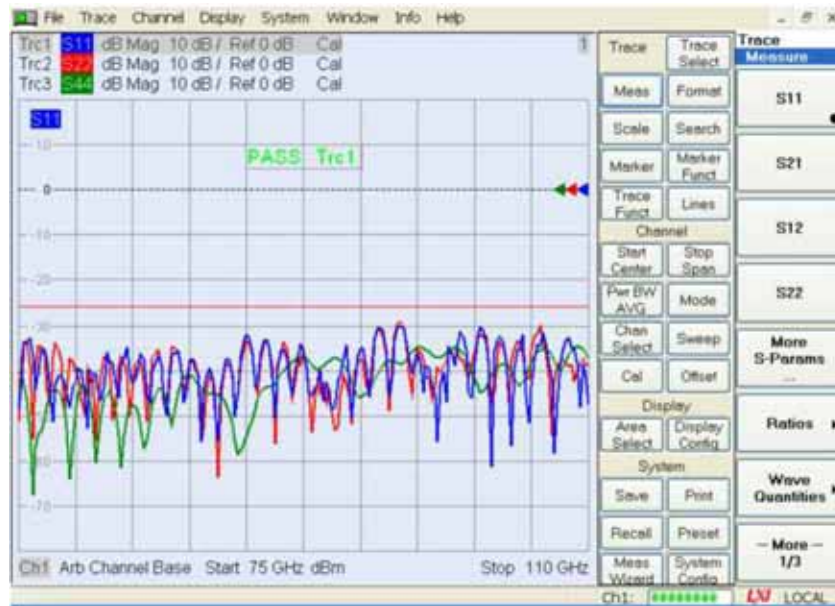 File Trace Channel Display System Window Info Help
Trc1 S11 dB Mag 10 dB / Ref 0 dB Cal 1
Trc2 S22 dB Mag 10 dB / Ref 0 dB Cal
Trc3 S44 dB Mag 10 dB / Ref 0 dB Cal
S11
10
PASS Trc1
0
-10
-20
-30
-70
Ch1 Arb Channel Base Start 75 GHz dBm Stop 110 GHz
Trace
Trace Select
Meas
Format
Scale
Search
Marker
Marker Funct
Trace Funct
Lines
Channel
Start Center
Stop Span
Pwr BW AVG
Mode
Chan Select
Sweep
Cal
Offset
Display
Area Select
Display Config
System
Save
Print
Recall
Preset
Meas Wizard
System Config
Trace
Measure
S11
S21
S12
S22
More
S-Params
...
Ratios
Wave
Quantities
— More —
1/3
Ch1: LXI LOCAL